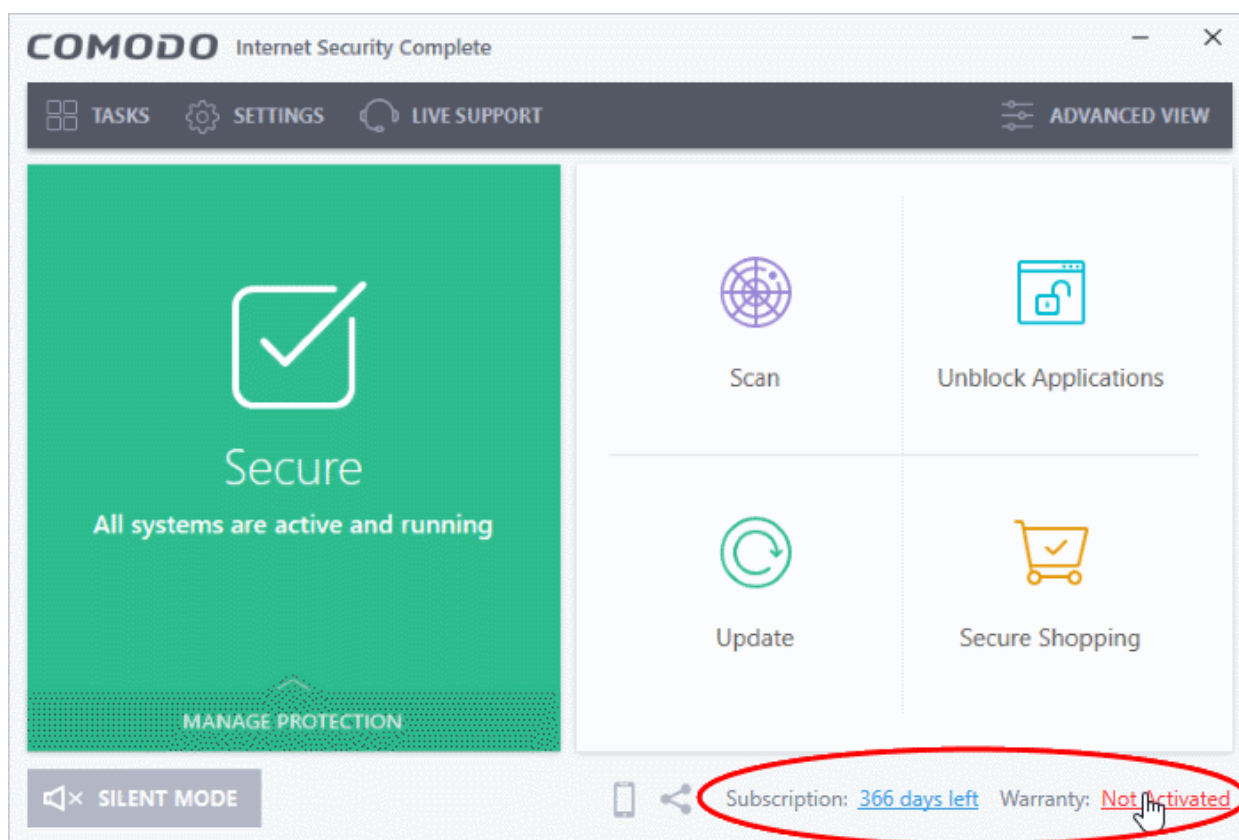 COMODO Internet Security Complete
TASKS SETTINGS LIVE SUPPORT ADVANCED VIEW
Secure
All systems are active and running
MANAGE PROTECTION
Scan
Unblock Applications
Update
Secure Shopping
SILENT MODE
Subscription: 366 days left Warranty: Not Activated